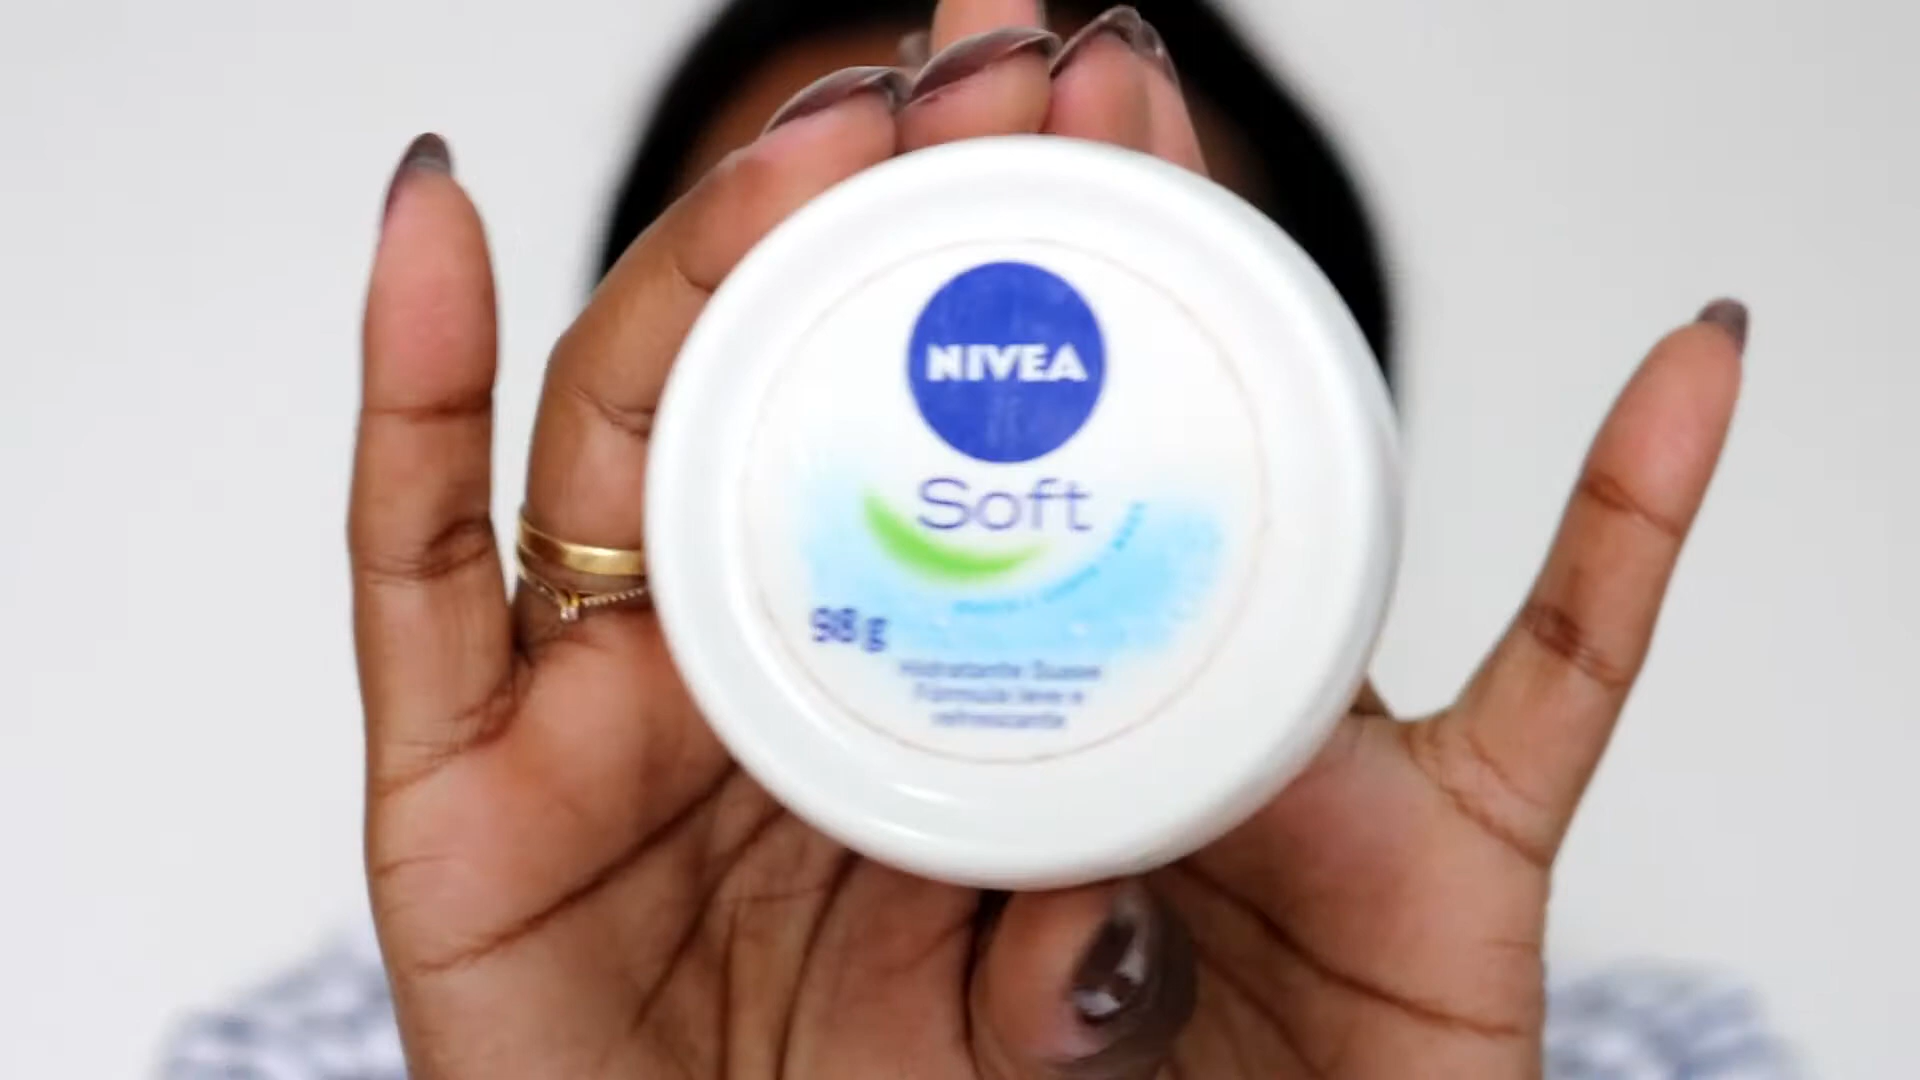 NIVEA
Soft
98 g
Hidratante Suave
Fórmula leve e
refrescante